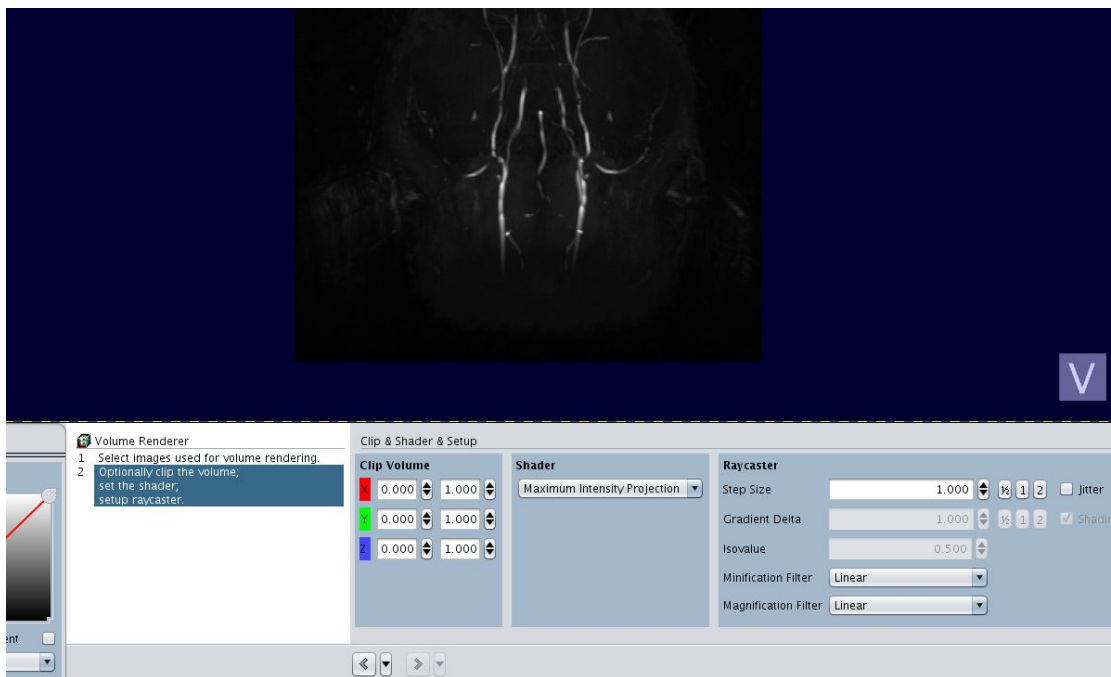 V
Volume Renderer
1 Select images used for volume rendering.
2 Optionally clip the volume;
set the shader;
setup raycaster.
Clip & Shader & Setup
Clip Volume
X 0.000 1.000
Y 0.000 1.000
Z 0.000 1.000
Shader
Maximum Intensity Projection
Raycaster
Step Size 1.000 ½ 1 2 Jitter
Gradient Delta 1.000 ½ 1 2 Shadin
Isovalue 0.500
Minification Filter Linear
Magnification Filter Linear
ent